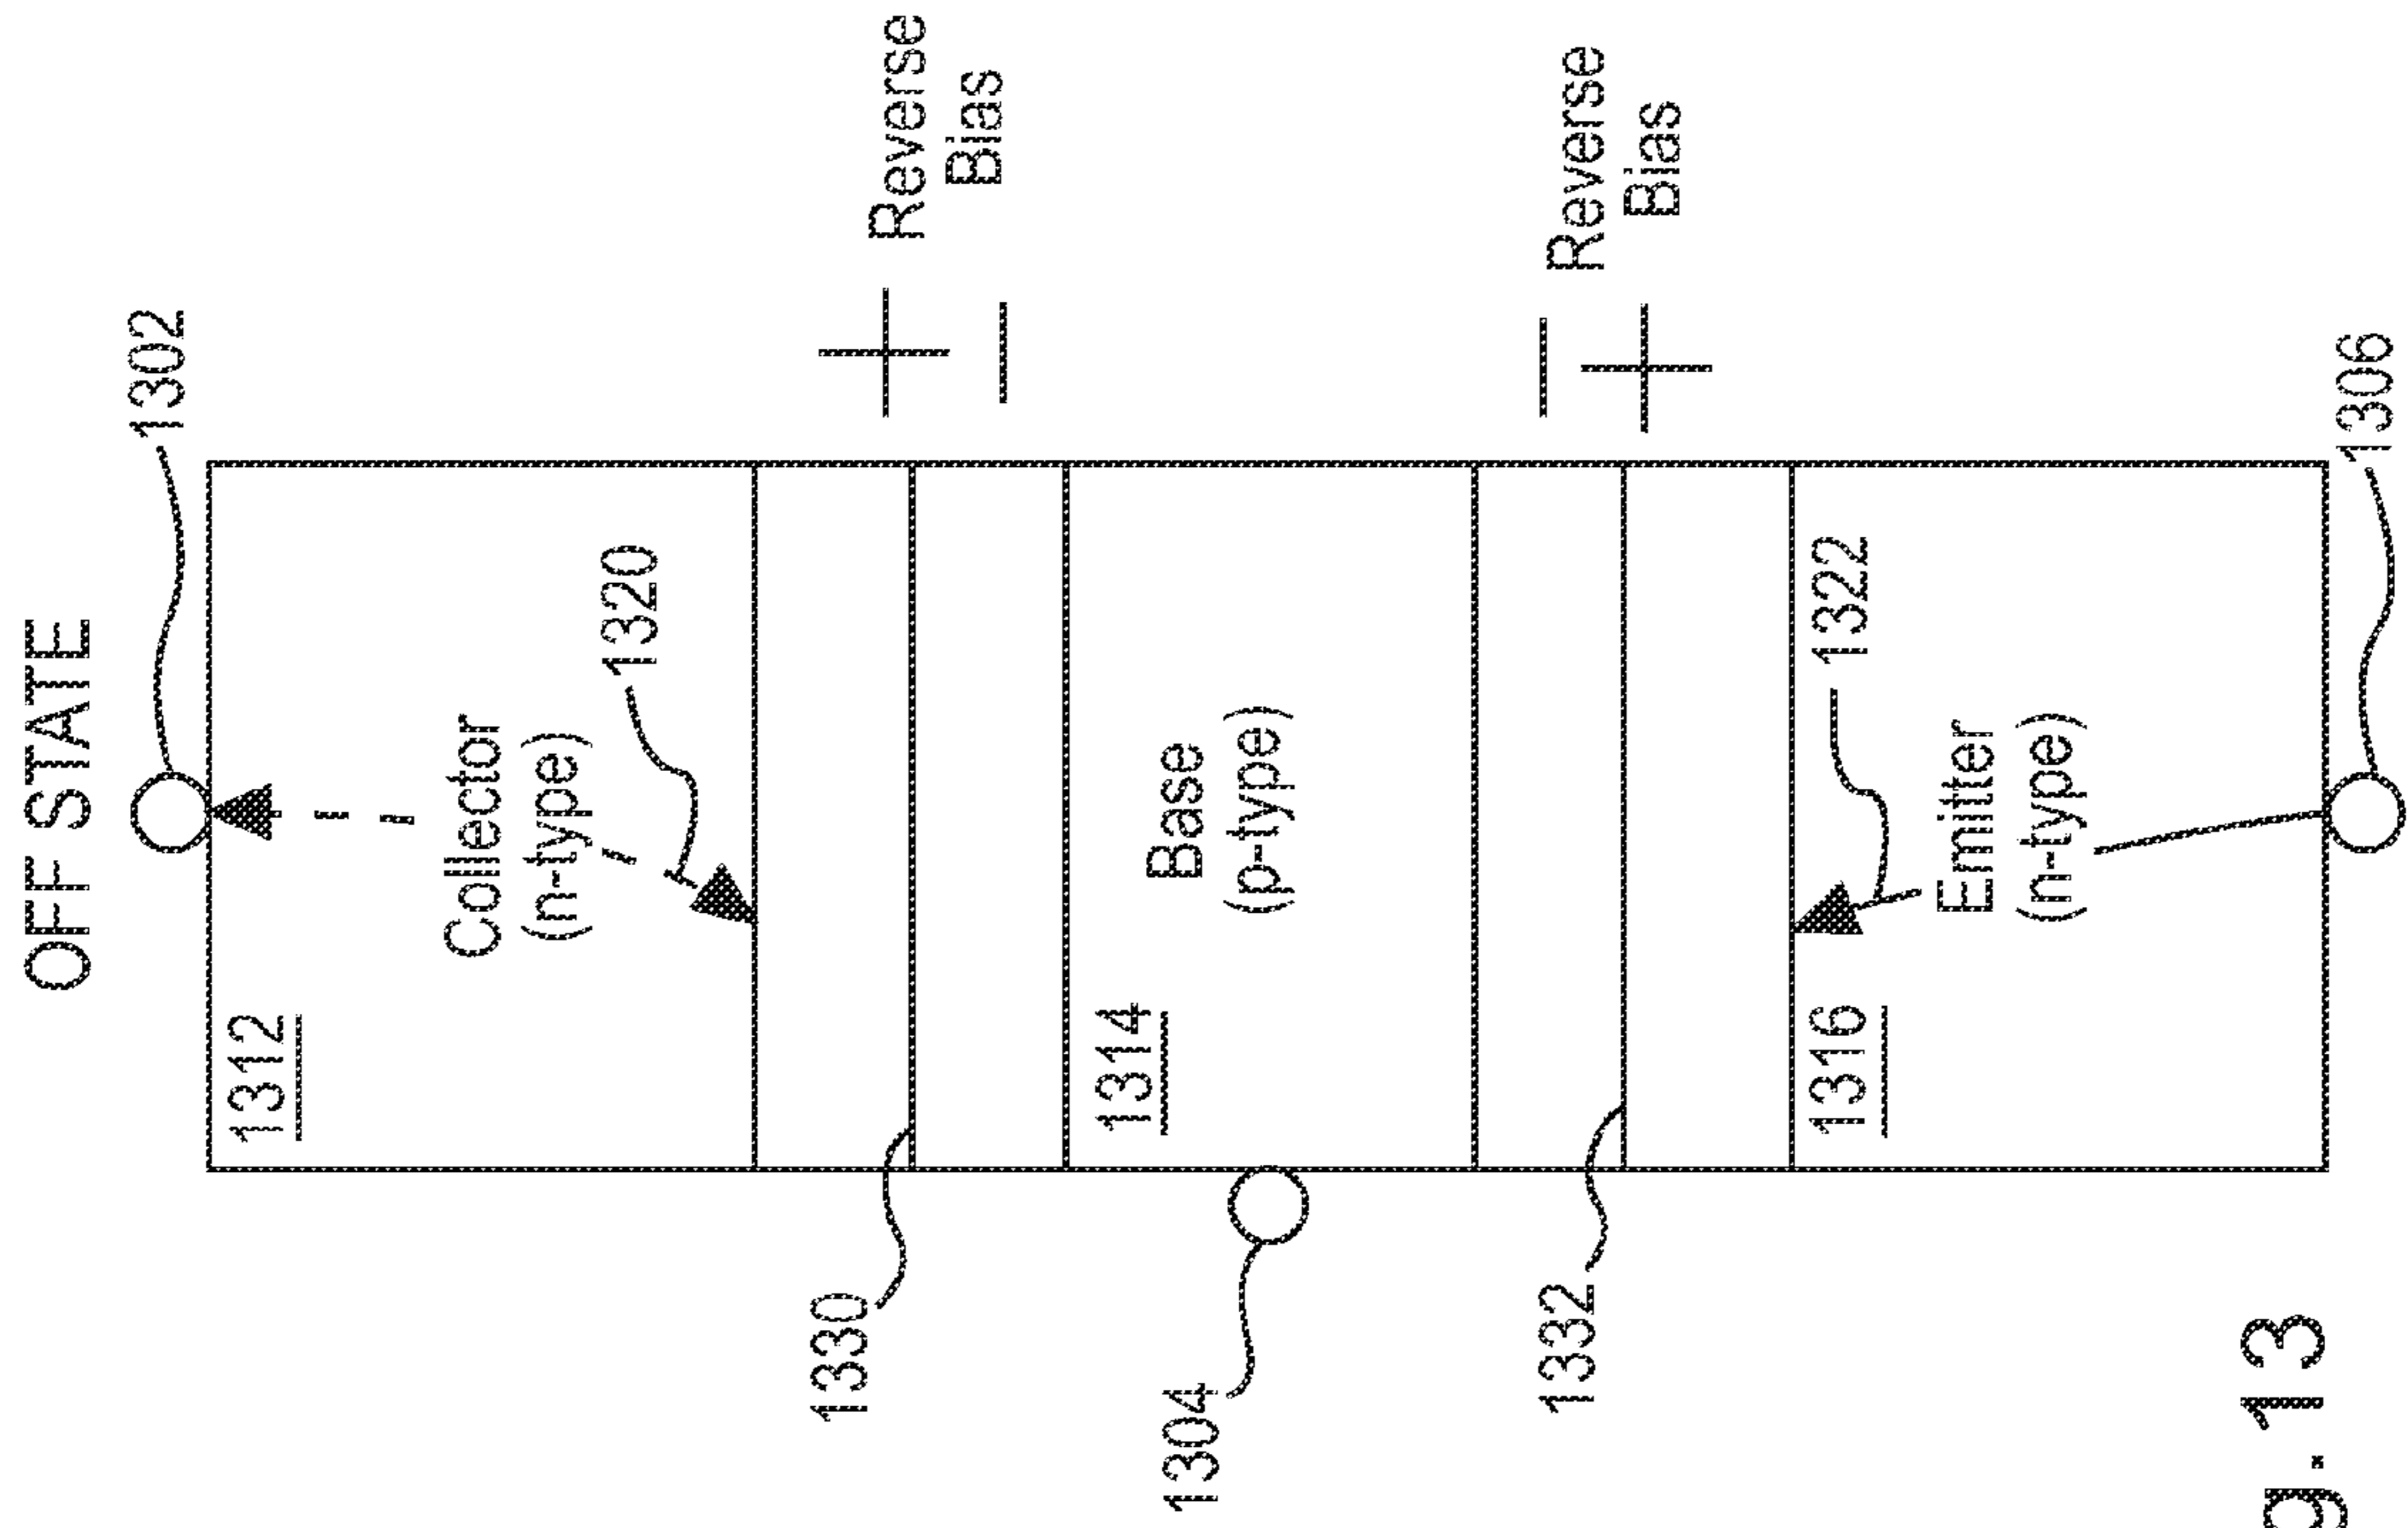 OFF STATE
1302
1312
Collector
(n-type)
1320
Reverse
Bias
+
−
1330
1314
Base
(p-type)
1304
−
+
Reverse
Bias
1332
1316
1322
Emitter
(n-type)
1306
g.13